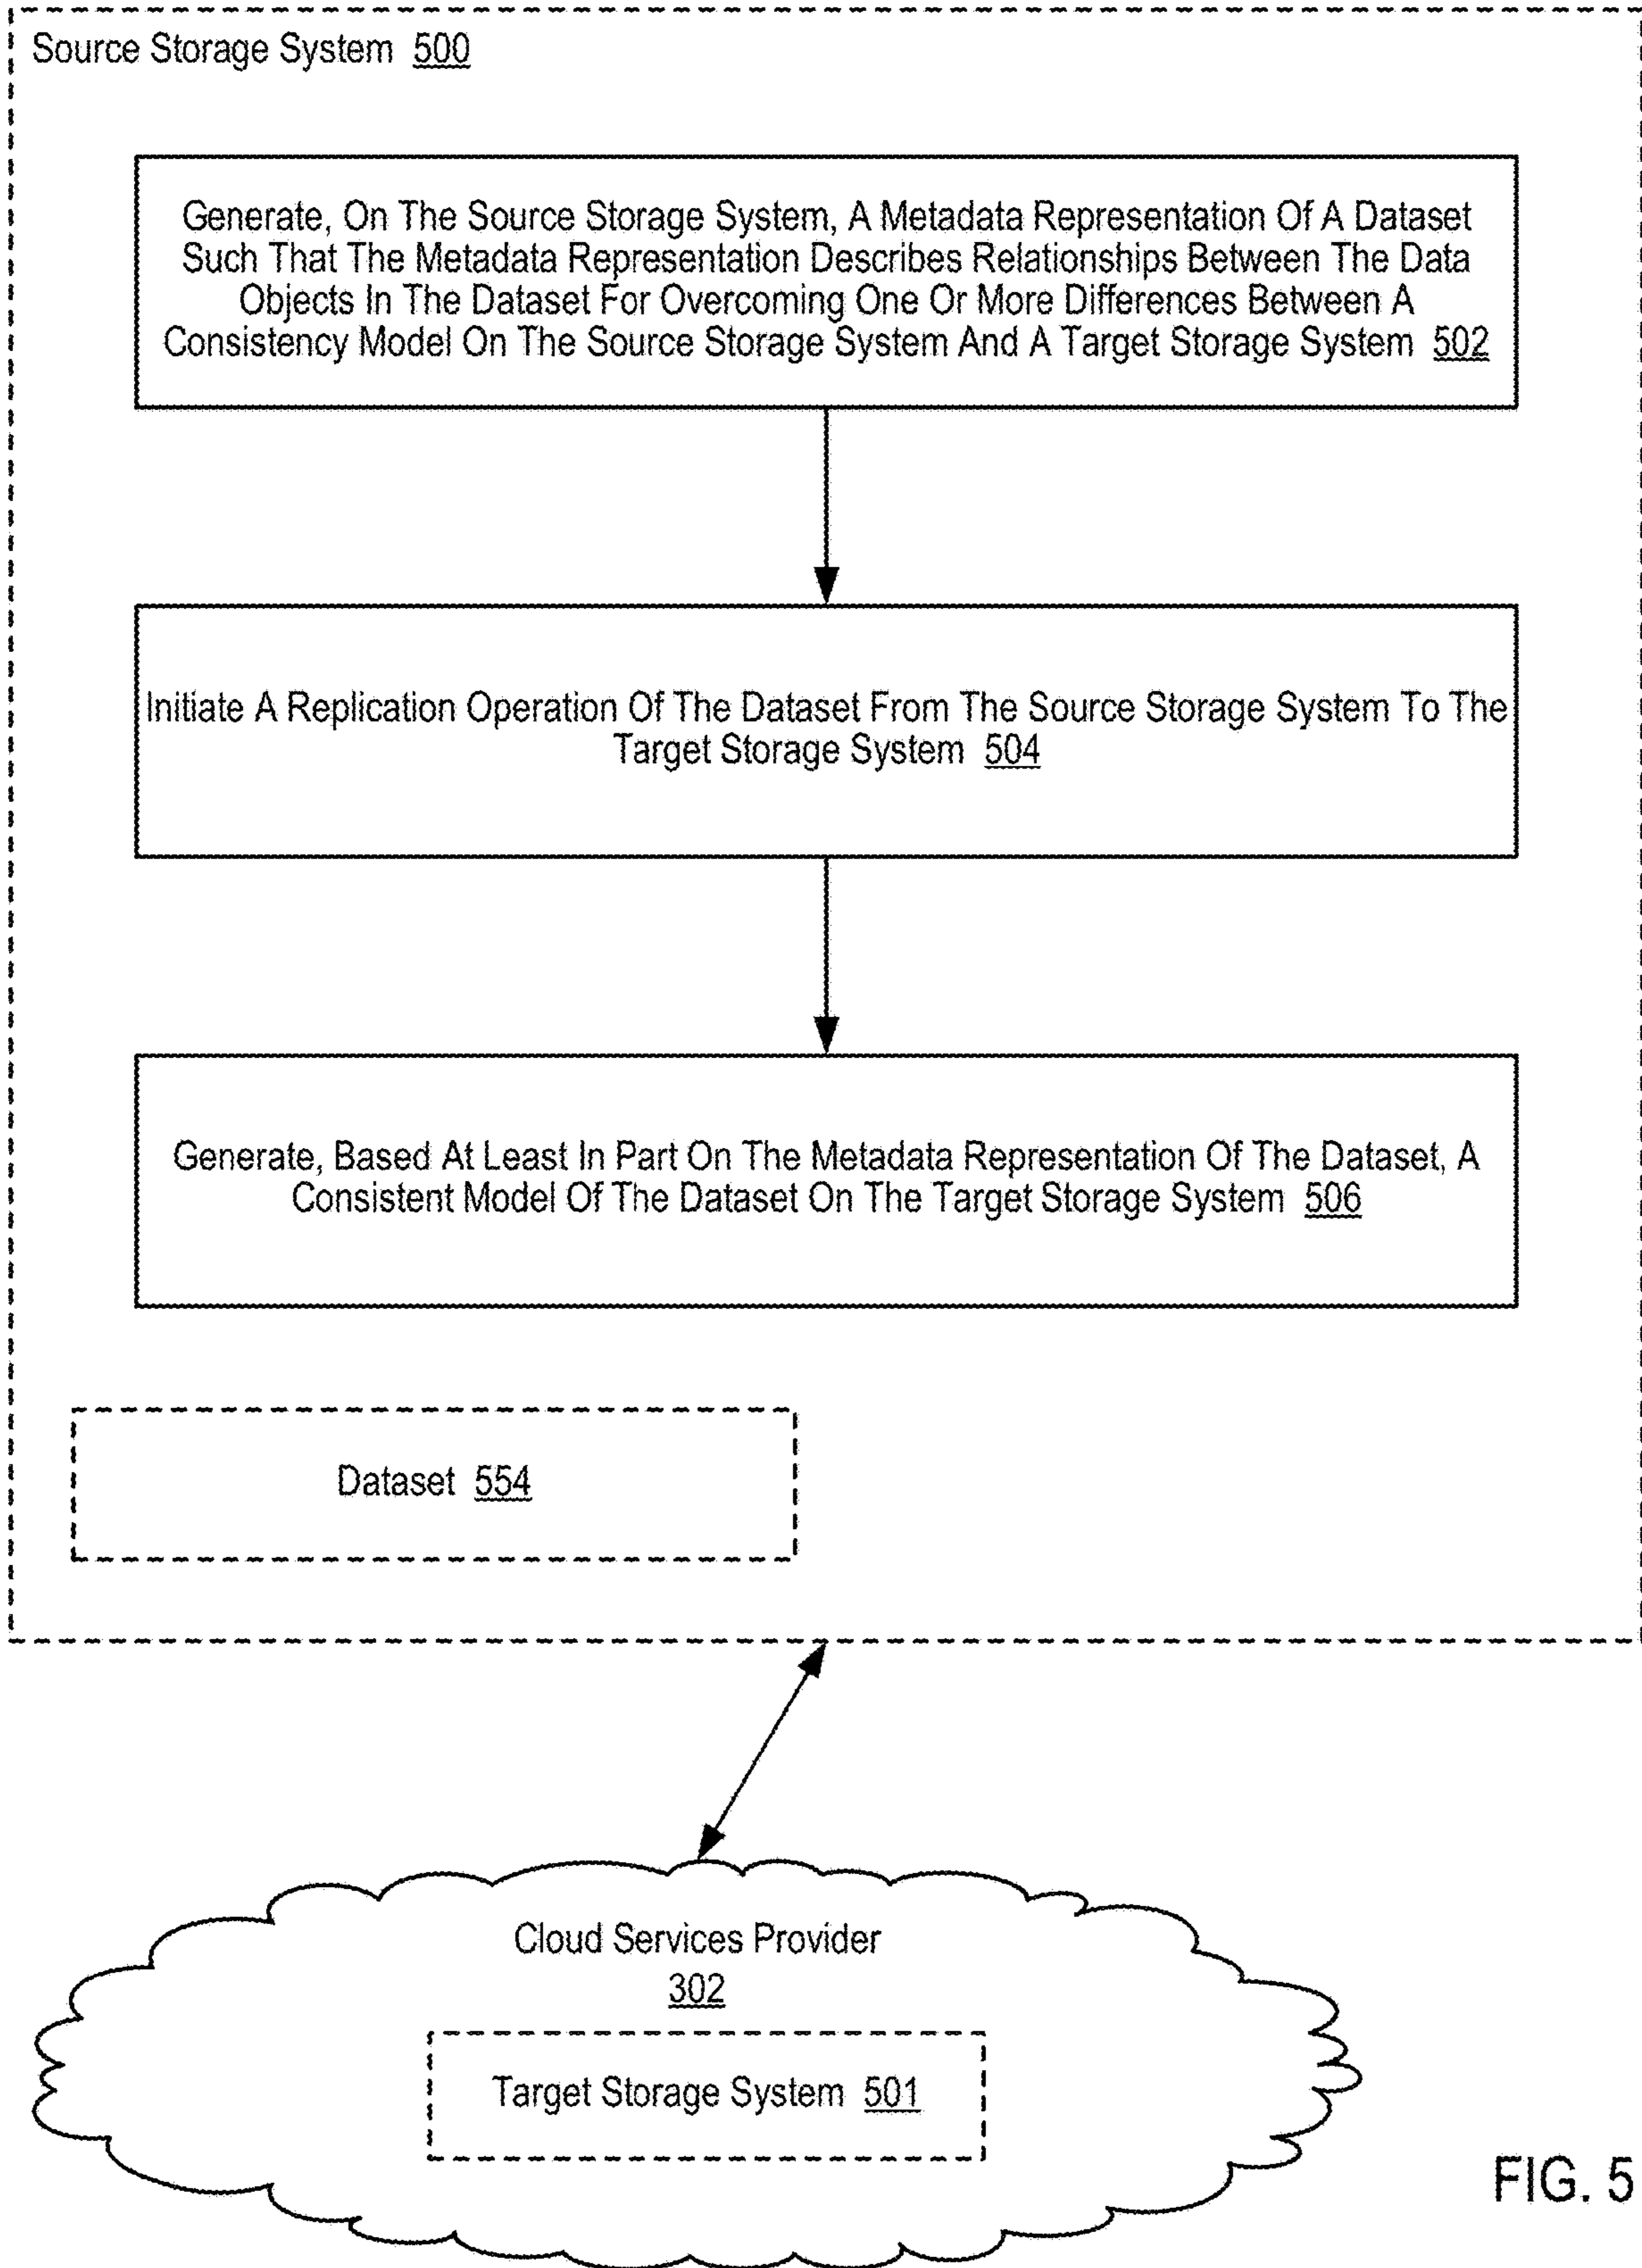 Source Storage System 500
Generate, On The Source Storage System, A Metadata Representation Of A Dataset
Such That The Metadata Representation Describes Relationships Between The Data
Objects In The Dataset For Overcoming One Or More Differences Between A
Consistency Model On The Source Storage System And A Target Storage System 502
Initiate A Replication Operation Of The Dataset From The Source Storage System To The
Target Storage System 504
Generate, Based At Least In Part On The Metadata Representation Of The Dataset, A
Consistent Model Of The Dataset On The Target Storage System 506
Dataset 554
Cloud Services Provider
302
Target Storage System 501
FIG. 5